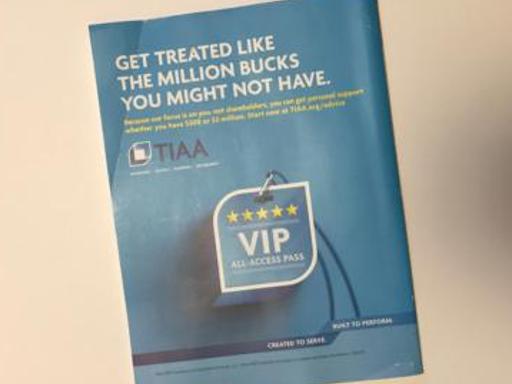 GET TREATED LIKE
THE MILLION BUCKS
YOU MIGHT NOT HAVE.
Because our focus is on you not shareholders, you can get personal support
whether you have $500 or $5 million. Start now at TIAA.org/advice
TIAA
VIP
ALL-ACCESS PASS
BUILT TO PERFORM.
CREATED TO SERVE.